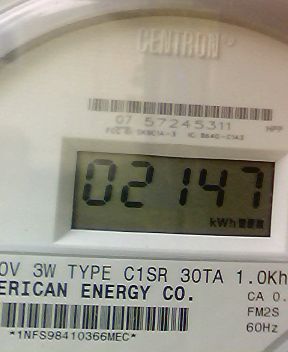 CENTRON®
07 57245311
02147
kWh
0V 3W TYPE C1SR 30TA 1.0Kh
ERICAN ENERGY CO.
CA 0.
FM2S
60Hz
*1NFS98410366MEC*